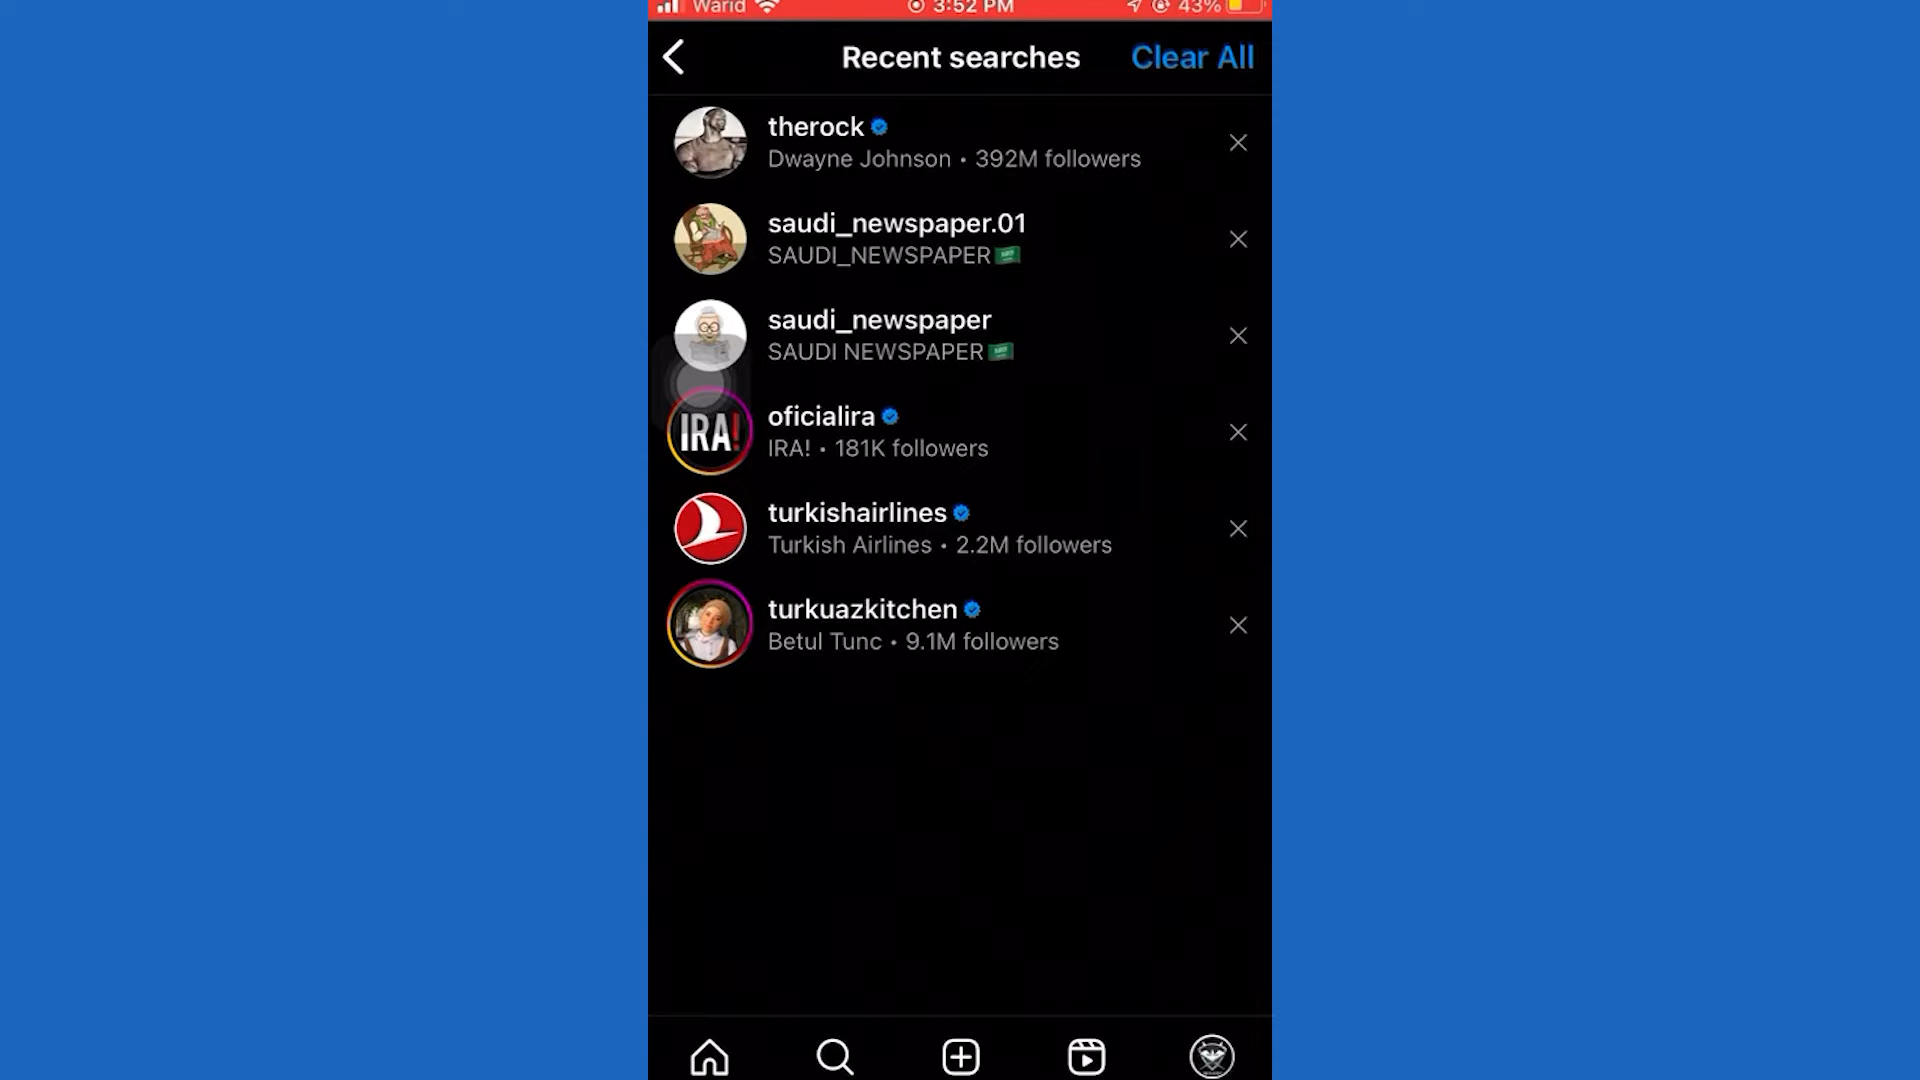 Warid 3:52 PM 43%
Recent searches Clear All
therock
Dwayne Johnson • 392M followers
saudi_newspaper.01
SAUDI_NEWSPAPER🇸🇦
saudi_newspaper
SAUDI NEWSPAPER🇸🇦
oficialira
IRA!
IRA! • 181K followers
turkishairlines
Turkish Airlines • 2.2M followers
turkuazkitchen
Betul Tunc • 9.1M followers